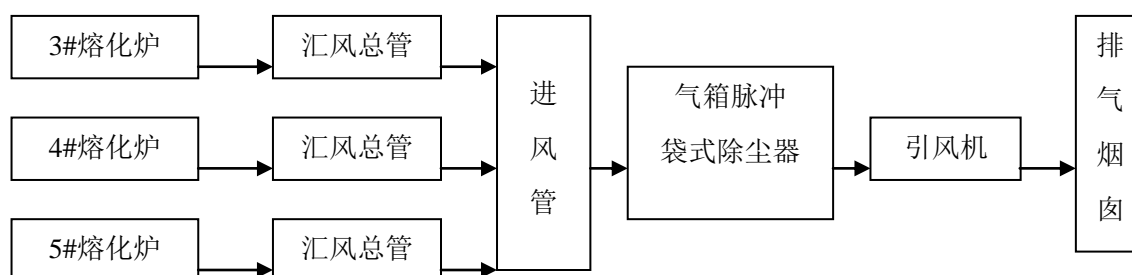 3#熔化炉
汇风总管
4#熔化炉
汇风总管
5#熔化炉
汇风总管
进
风
管
气箱脉冲
袋式除尘器
引风机
排
气
烟
囱